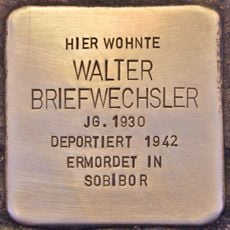 HIER WOHNTE
WALTER
BRIEFWECHSLER
JG. 1930
DEPORTIERT 1942
ERMORDET IN
SOBIBOR